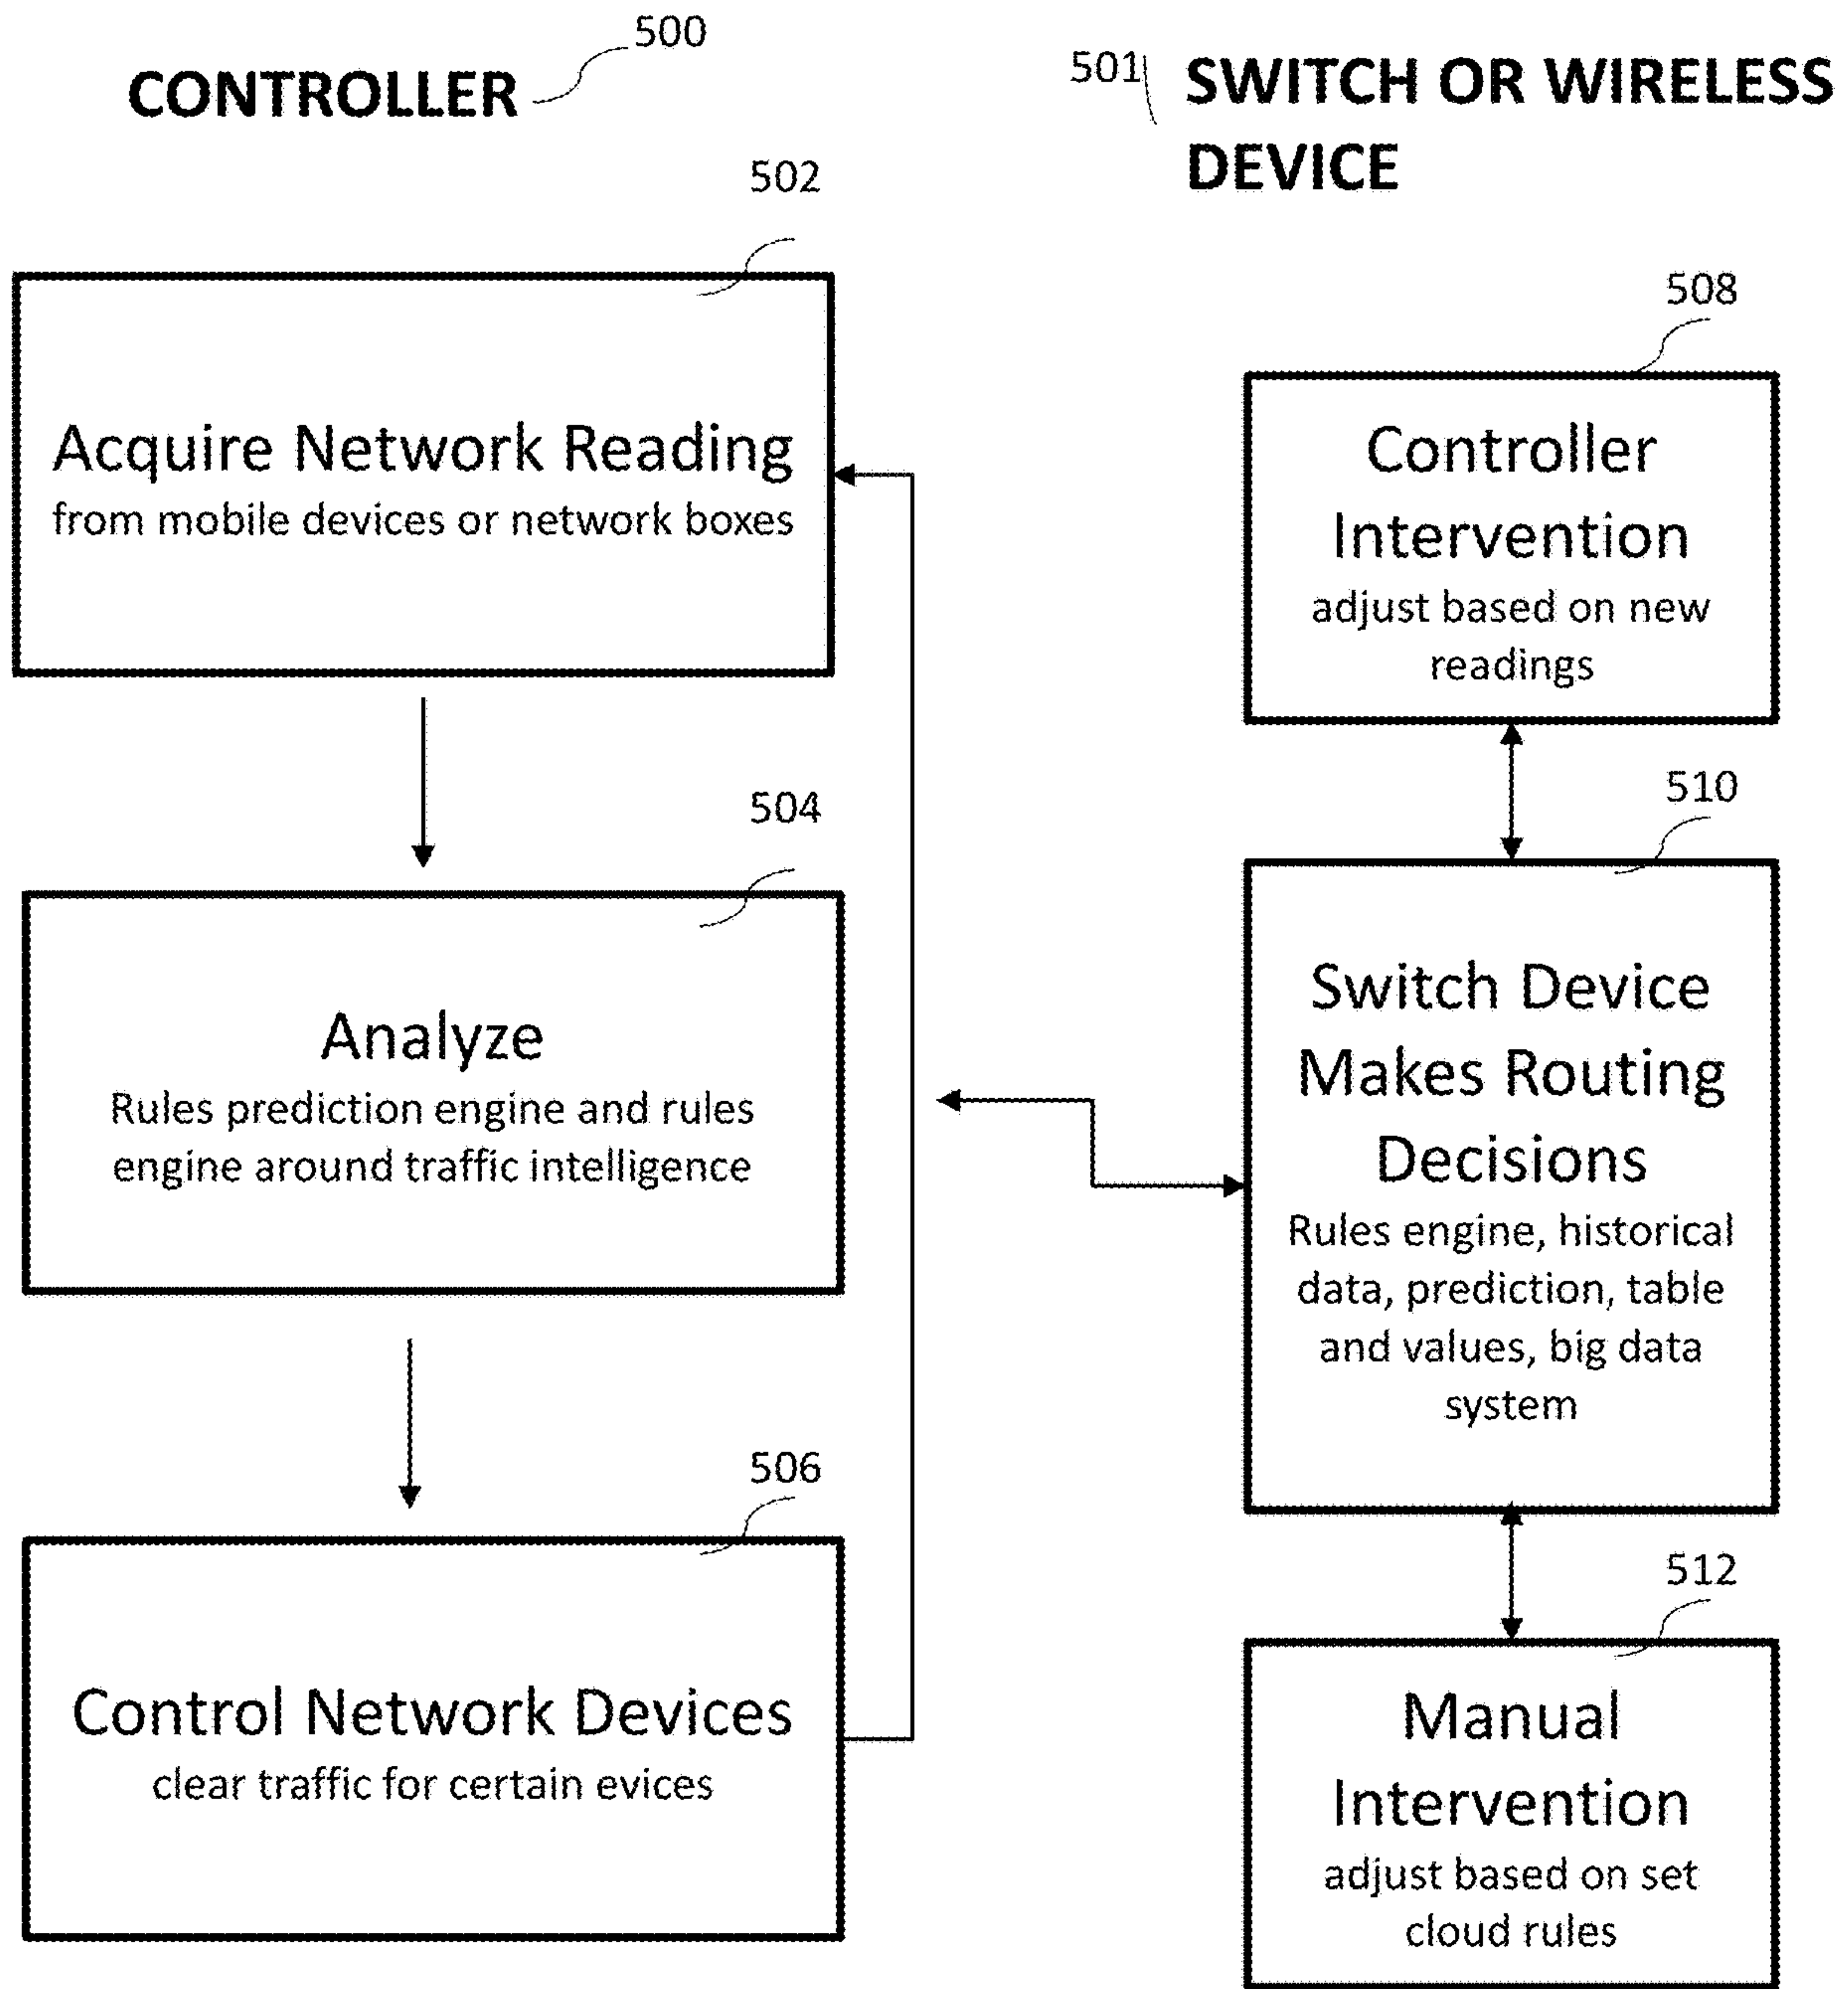 500
CONTROLLER
502
Acquire Network Reading
from mobile devices or network boxes
504
Analyze
Rules prediction engine and rules
engine around traffic intelligence
506
Control Network Devices
clear traffic for certain evices
501
SWITCH OR WIRELESS
DEVICE
508
Controller
Intervention
adjust based on new
readings
510
Switch Device
Makes Routing
Decisions
Rules engine, historical
data, prediction, table
and values, big data
system
512
Manual
Intervention
adjust based on set
cloud rules